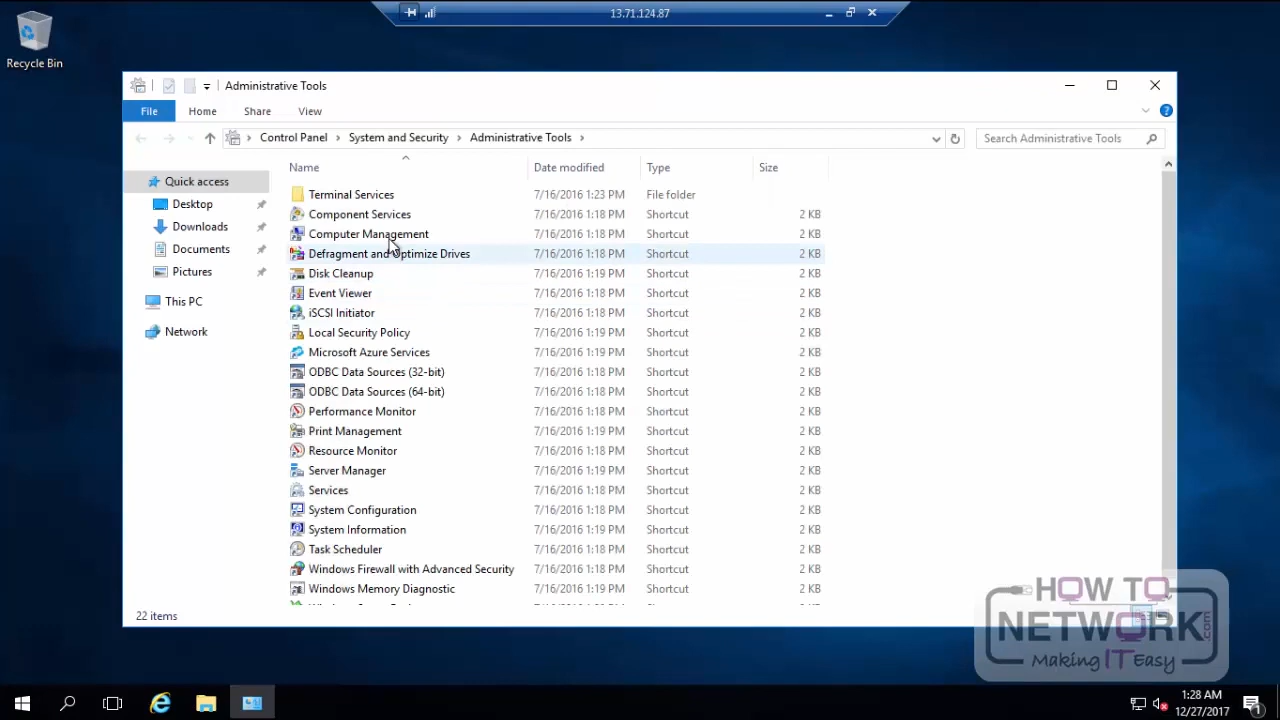 13.71.124.87
Recycle Bin
Administrative Tools
File Home Share View
Control Panel System and Security Administrative Tools
Search Administrative Tools
Name Date modified Type Size
Quick access
Desktop
Downloads
Documents
Pictures
This PC
Network
Terminal Services 7/16/2016 1:23 PM File folder
Component Services 7/16/2016 1:18 PM Shortcut 2 KB
Computer Management 7/16/2016 1:18 PM Shortcut 2 KB
Defragment and Optimize Drives 7/16/2016 1:18 PM Shortcut 2 KB
Disk Cleanup 7/16/2016 1:19 PM Shortcut 2 KB
Event Viewer 7/16/2016 1:18 PM Shortcut 2 KB
iSCSI Initiator 7/16/2016 1:18 PM Shortcut 2 KB
Local Security Policy 7/16/2016 1:19 PM Shortcut 2 KB
Microsoft Azure Services 7/16/2016 1:19 PM Shortcut 2 KB
ODBC Data Sources (32-bit) 7/16/2016 1:18 PM Shortcut 2 KB
ODBC Data Sources (64-bit) 7/16/2016 1:18 PM Shortcut 2 KB
Performance Monitor 7/16/2016 1:18 PM Shortcut 2 KB
Print Management 7/16/2016 1:18 PM Shortcut 2 KB
Resource Monitor 7/16/2016 1:18 PM Shortcut 2 KB
Server Manager 7/16/2016 1:19 PM Shortcut 2 KB
Services 7/16/2016 1:18 PM Shortcut 2 KB
System Configuration 7/16/2016 1:18 PM Shortcut 2 KB
System Information 7/16/2016 1:19 PM Shortcut 2 KB
Task Scheduler 7/16/2016 1:18 PM Shortcut 2 KB
Windows Firewall with Advanced Security 7/16/2016 1:18 PM Shortcut 2 KB
Windows Memory Diagnostic 7/16/2016 1:19 PM Shortcut 2 KB
22 items
HOW TO
NETWORK.com
Making IT Easy
1:28 AM
12/27/2017
1